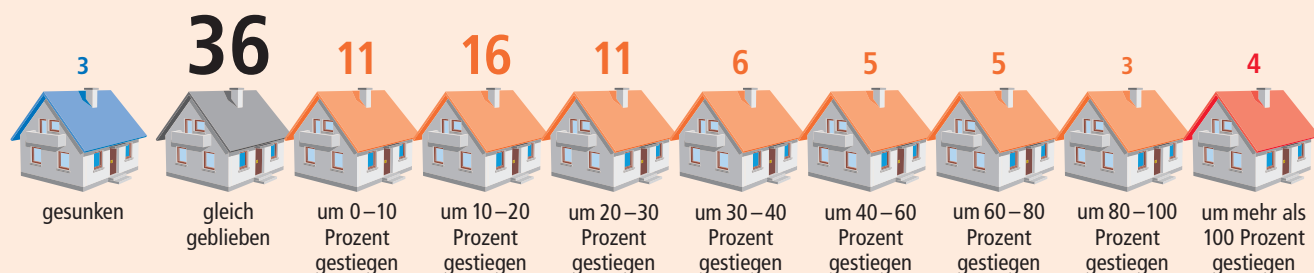 3
36
11
16
11
6
5
5
3
4
gesunken
gleich
geblieben
um 0–10
Prozent
gestiegen
um 10–20
Prozent
gestiegen
um 20–30
Prozent
gestiegen
um 30–40
Prozent
gestiegen
um 40–60
Prozent
gestiegen
um 60–80
Prozent
gestiegen
um 80–100
Prozent
gestiegen
um mehr als
100 Prozent
gestiegen